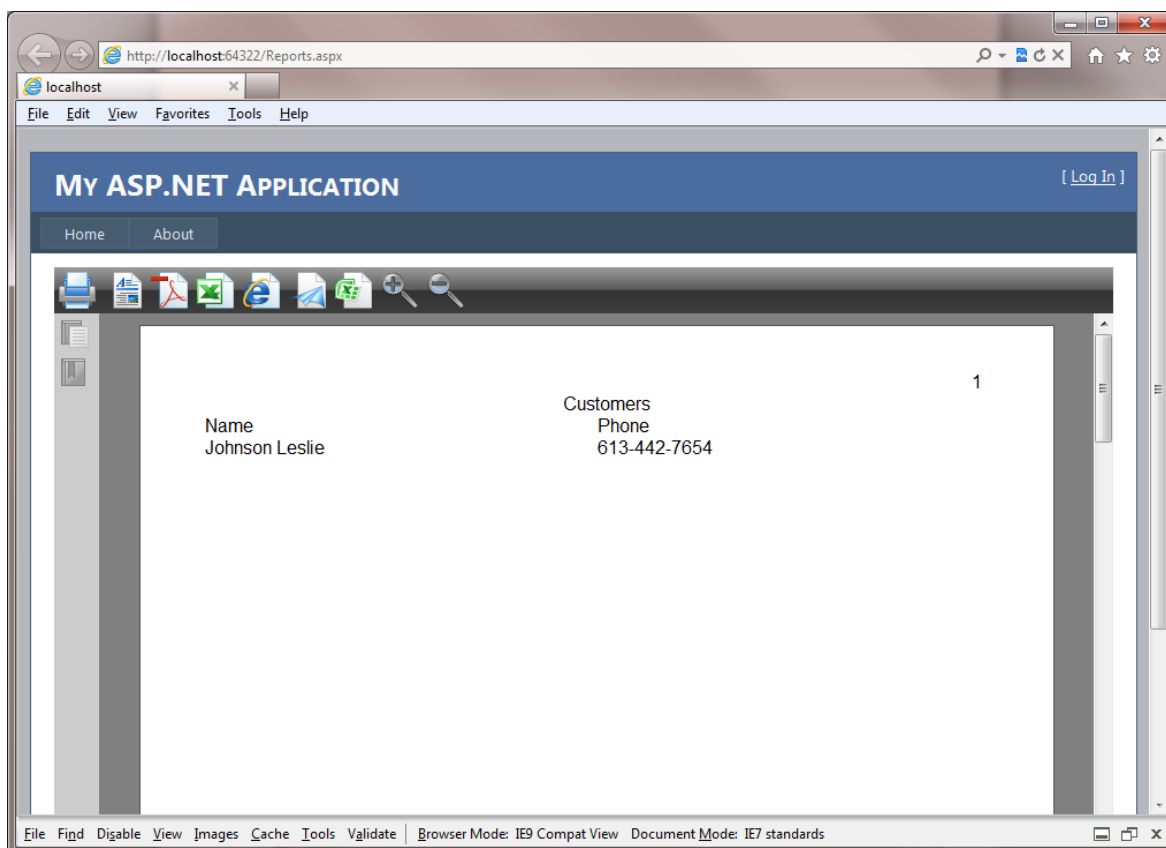 http://localhost:64322/Reports.aspx
localhost
File Edit View Favorites Tools Help
MY ASP.NET APPLICATION
[ Log In ]
Home About
1
Customers
Name Phone
Johnson Leslie 613-442-7654
File Find Disable View Images Cache Tools Validate Browser Mode: IE9 Compat View Document Mode: IE7 standards